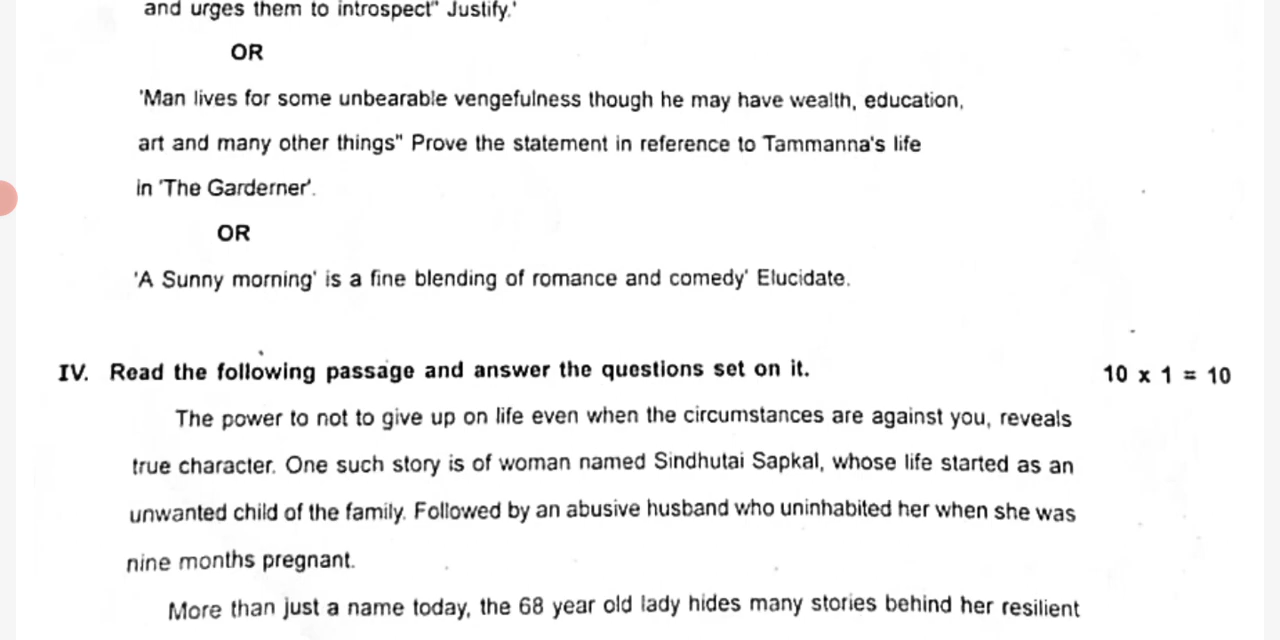 and urges them to introspect" Justify.'
OR
'Man lives for some unbearable vengefulness though he may have wealth, education,
art and many other things" Prove the statement in reference to Tammanna's life
in 'The Garderner'.
OR
'A Sunny morning' is a fine blending of romance and comedy' Elucidate.
IV. Read the following passage and answer the questions set on it. 10 x 1 = 10
The power to not to give up on life even when the circumstances are against you, reveals
true character. One such story is of woman named Sindhutai Sapkal, whose life started as an
unwanted child of the family. Followed by an abusive husband who uninhabited her when she was
nine months pregnant.
More than just a name today, the 68 year old lady hides many stories behind her resilient